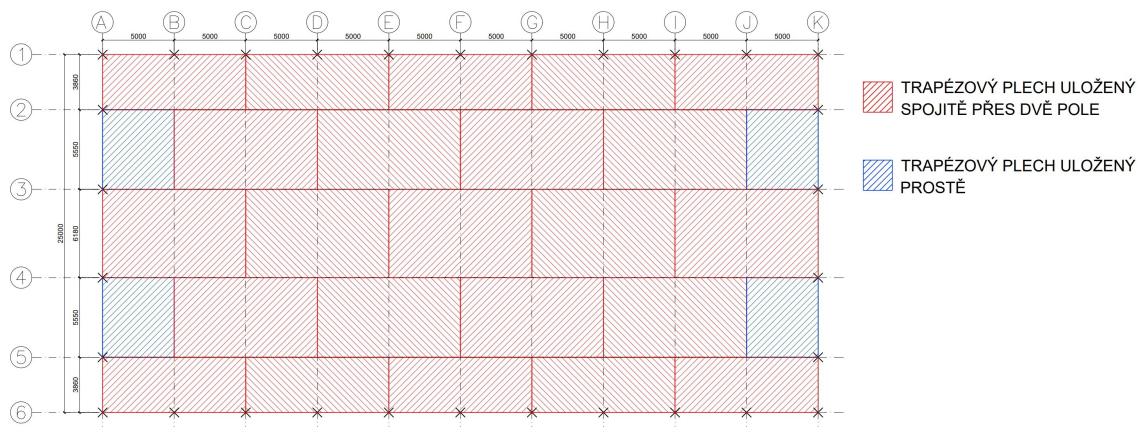 A B C D E F G H I J K
5000 5000 5000 5000 5000 5000 5000 5000 5000 5000
1
3860
2
5550
3
25000
6180
4
5550
5
3860
6
TRAPÉZOVÝ PLECH ULOŽENÝ
SPOJITĚ PŘES DVĚ POLE
TRAPÉZOVÝ PLECH ULOŽENÝ
PROSTĚ